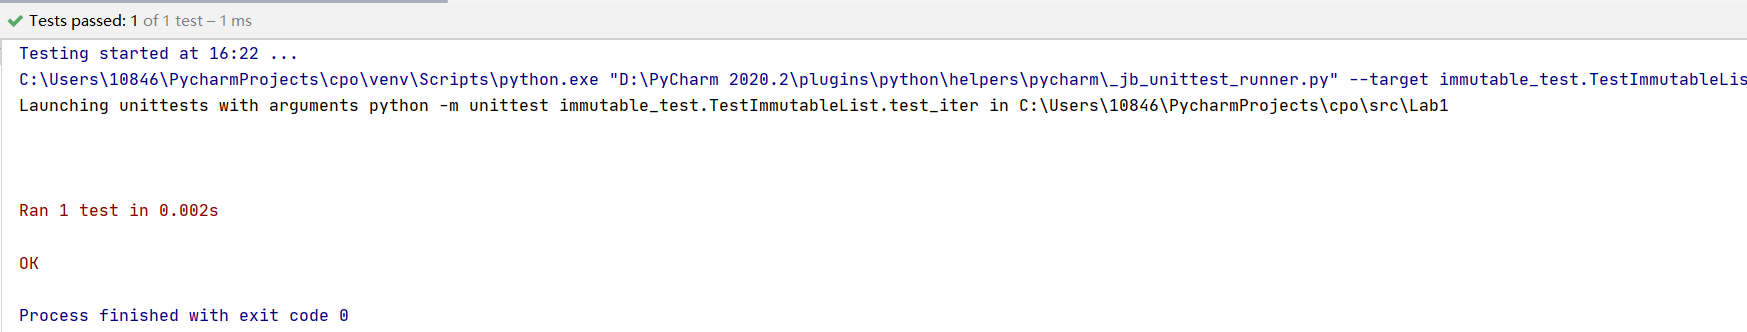 Tests passed: 1 of 1 test – 1 ms
Testing started at 16:22 ...
C:\Users\10846\PycharmProjects\cpo\venv\Scripts\python.exe "D:\PyCharm 2020.2\plugins\python\helpers\pycharm\_jb_unittest_runner.py" --target immutable_test.TestImmutableLis
Launching unittests with arguments python -m unittest immutable_test.TestImmutableList.test_iter in C:\Users\10846\PycharmProjects\cpo\src\Lab1
Ran 1 test in 0.002s
OK
Process finished with exit code 0